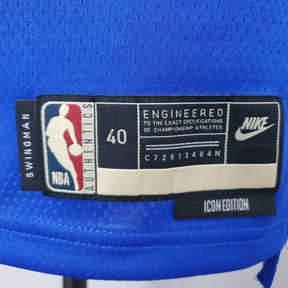 SWINGMAN
NBA
AUTHENTICS
40
ENGINEERED
TO THE EXACT SPECIFICATIONS
OF CHAMPIONSHIP ATHLETES
C72013404N
NIKE
ICON EDITION